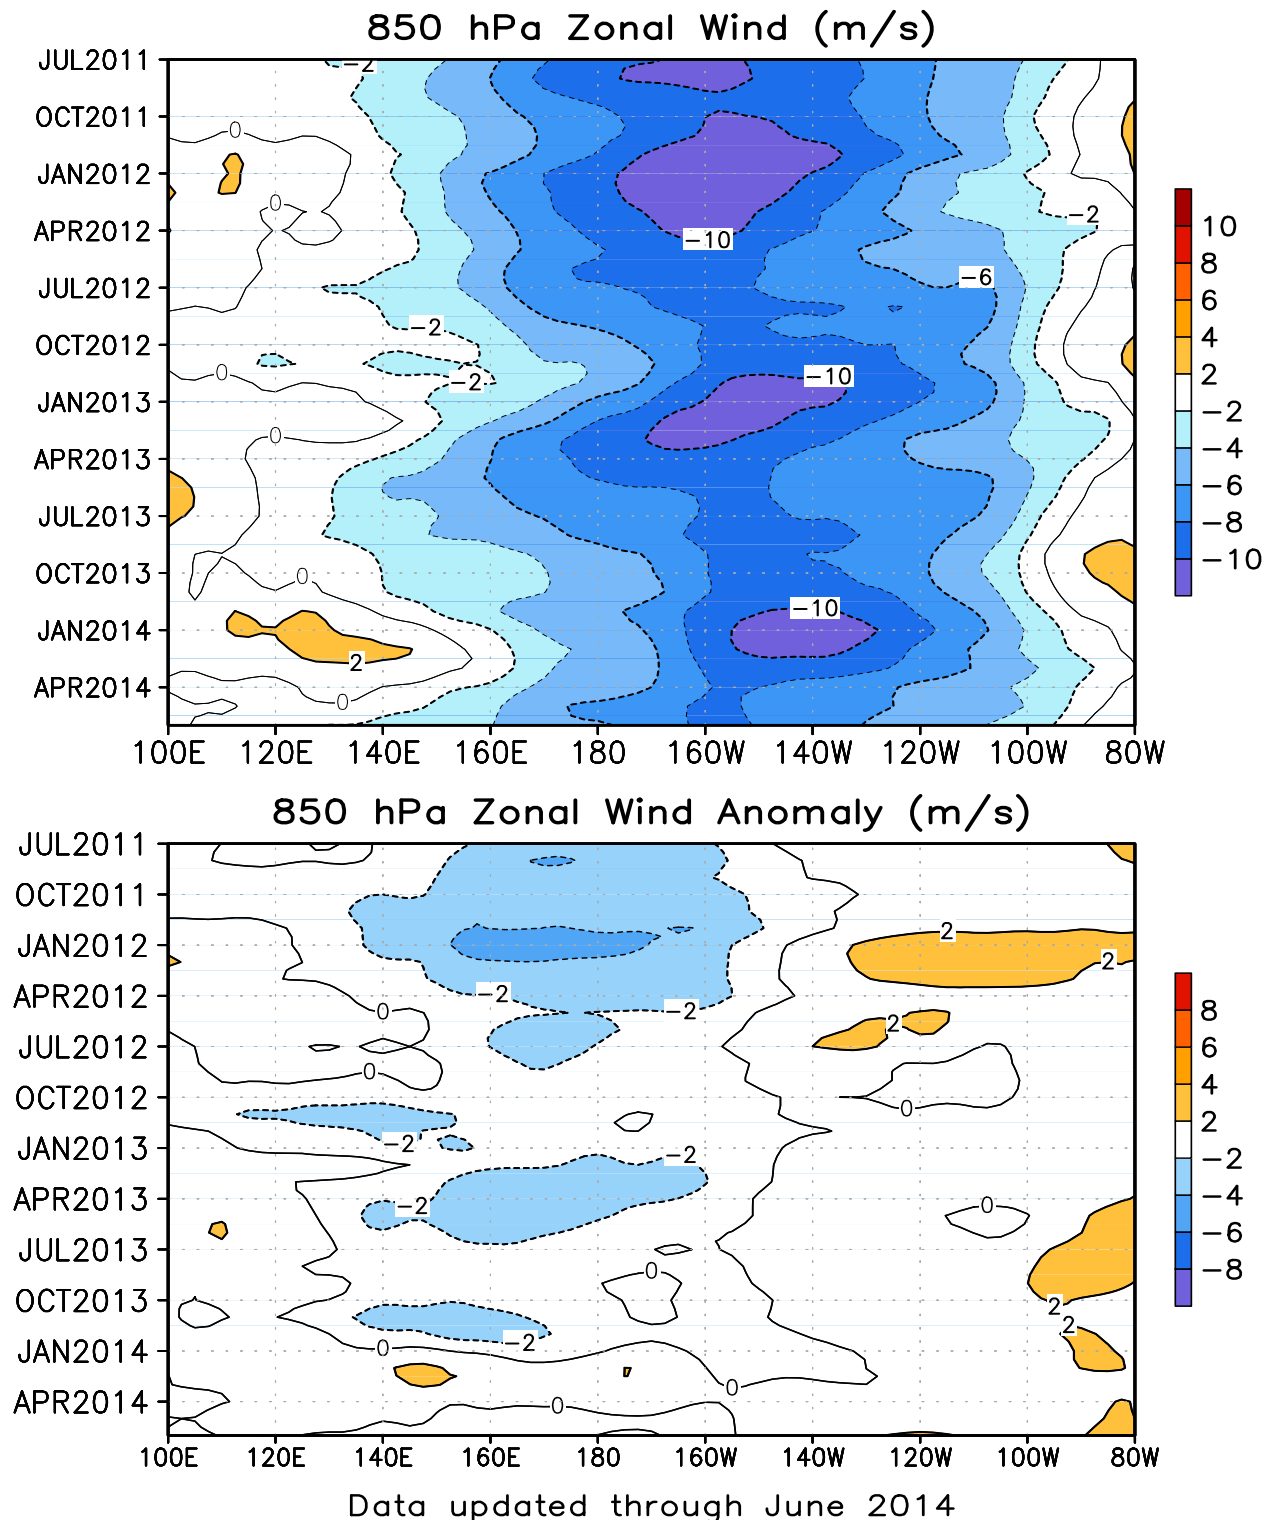 850 hPa Zonal Wind (m/s)
JUL2011
OCT2011
JAN2012
APR2012
JUL2012
OCT2012
JAN2013
APR2013
JUL2013
OCT2013
JAN2014
APR2014
−2
0
0
−2
−10
−6
−2
−10
0
−2
0
0
−10
2
0
100E 120E 140E 160E 180 160W 140W 120W 100W 80W
10
8
6
4
2
−2
−4
−6
−8
−10
850 hPa Zonal Wind Anomaly (m/s)
JUL2011
OCT2011
JAN2012
APR2012
JUL2012
OCT2012
JAN2013
APR2013
JUL2013
OCT2013
JAN2014
APR2014
2
2
−2
0
−2
2
0
0
−2
−2
−2
0
0
2
2
−2
0
0
0
100E 120E 140E 160E 180 160W 140W 120W 100W 80W
8
6
4
2
−2
−4
−6
−8
Data updated through June 2014